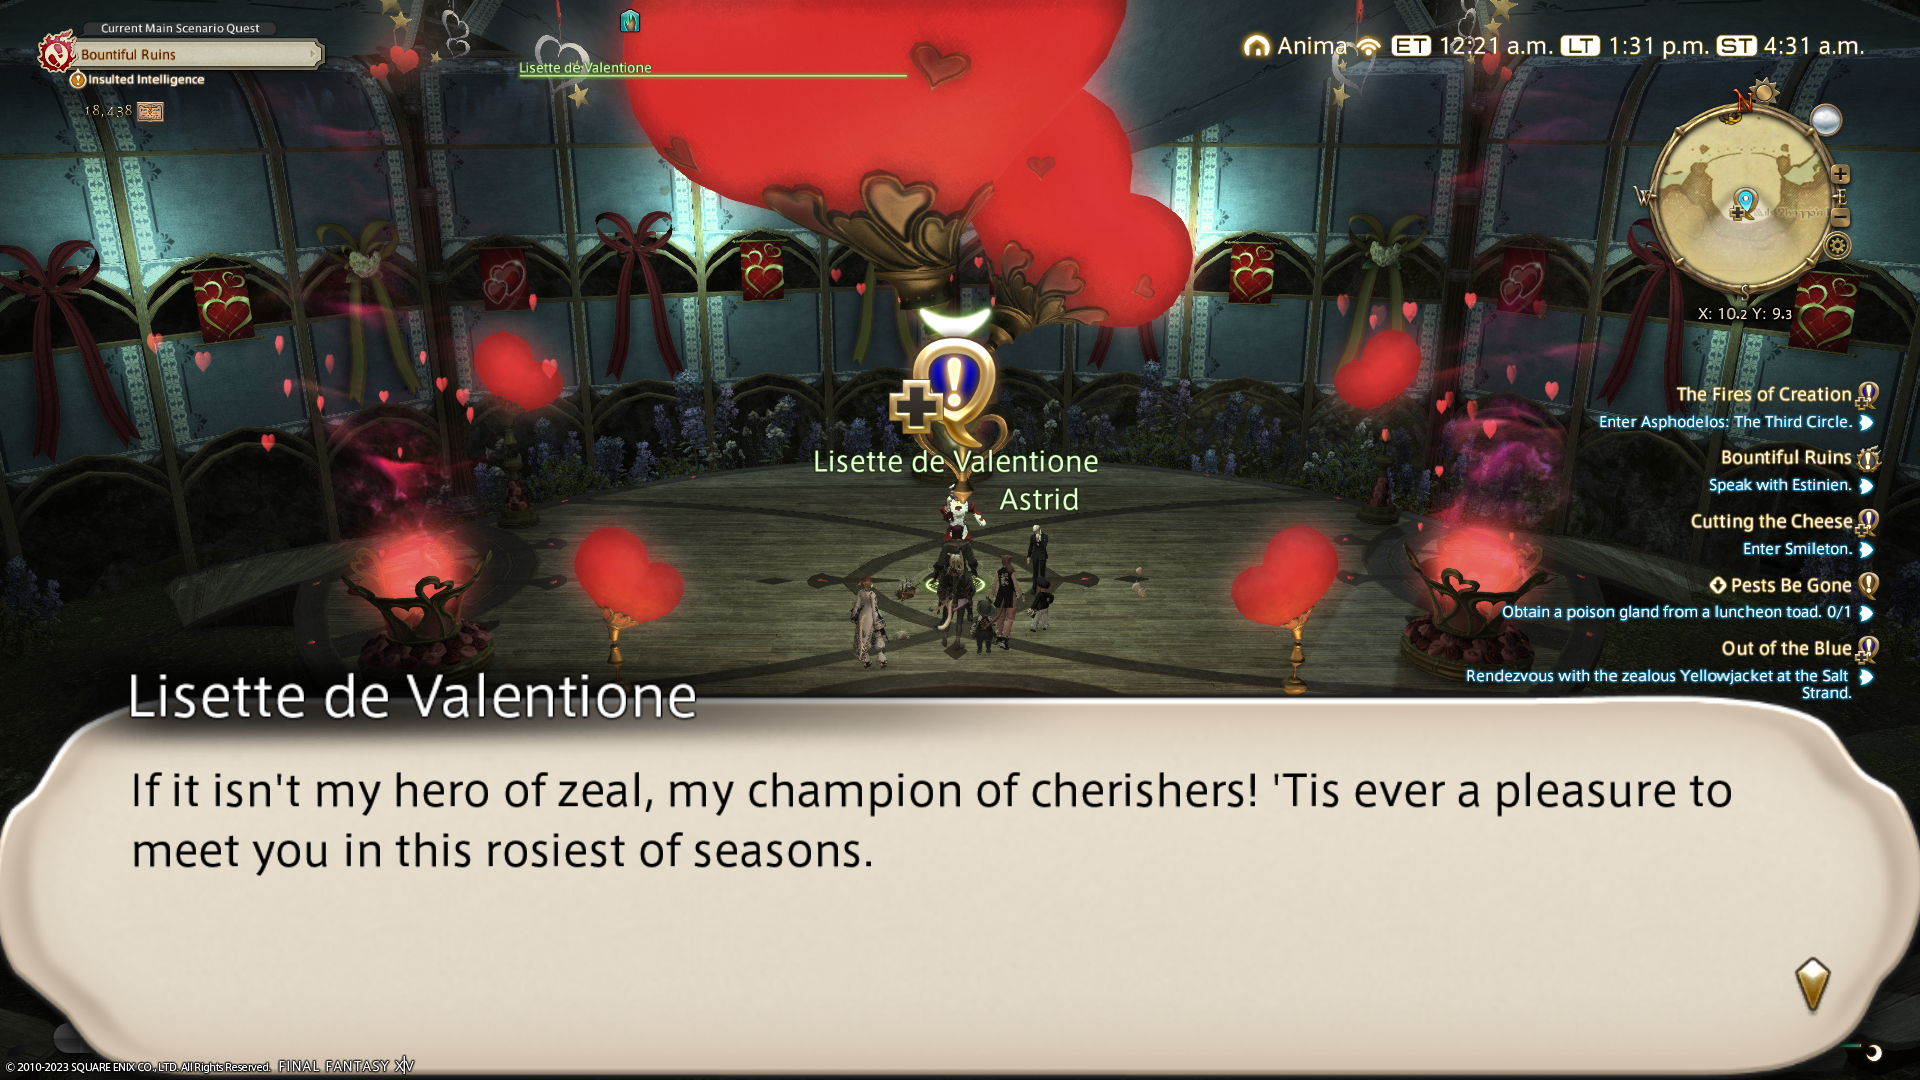 Current Main Scenario Quest
Bountiful Ruins
Insulted Intelligence
18,438
Lisette de Valentione
Anima ET 12:21 a.m. LT 1:31 p.m. ST 4:31 a.m.
N
W
E
S
X: 10.2 Y: 9.3
The Fires of Creation
Enter Asphodelos: The Third Circle.
Bountiful Ruins
Speak with Estinien.
Cutting the Cheese
Enter Smileton.
Pests Be Gone
Obtain a poison gland from a luncheon toad. 0/1
Out of the Blue
Rendezvous with the zealous Yellowjacket at the Salt
Strand.
Lisette de Valentione
Astrid
Lisette de Valentione
If it isn't my hero of zeal, my champion of cherishers! 'Tis ever a pleasure to
meet you in this rosiest of seasons.
© 2010-2023 SQUARE ENIX CO., LTD. All Rights Reserved. FINAL FANTASY XIV